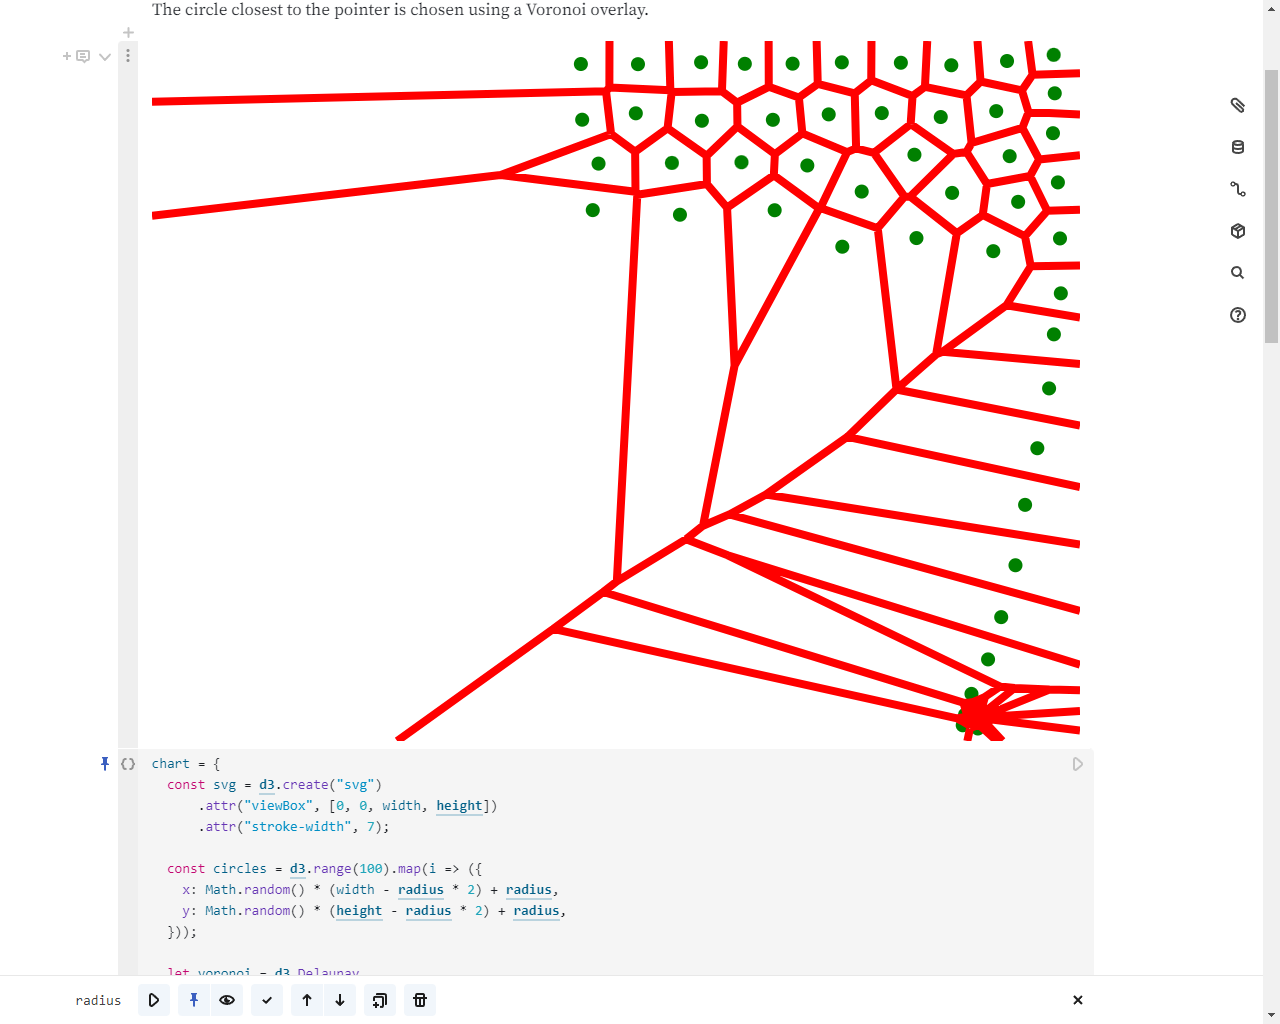 The circle closest to the pointer is chosen using a Voronoi overlay.
chart = {
  const svg = d3.create("svg")
      .attr("viewBox", [0, 0, width, height])
      .attr("stroke-width", 7);
  const circles = d3.range(100).map(i => ({
    x: Math.random() * (width - radius * 2) + radius,
    y: Math.random() * (height - radius * 2) + radius,
  }));
  let voronoi = d3.Delaunay
radius